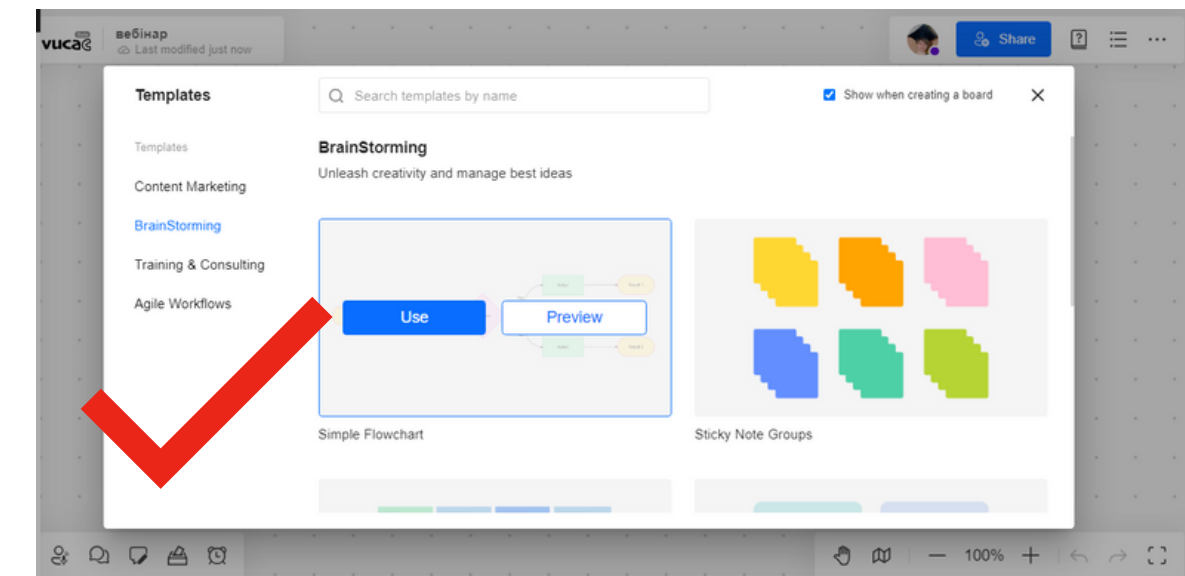 вебінар
Last modified just now
Share
Templates
Search templates by name
Show when creating a board
Templates
BrainStorming
Unleash creativity and manage best ideas
Content Marketing
BrainStorming
Training & Consulting
Agile Workflows
Use
Preview
Simple Flowchart
Sticky Note Groups
100%